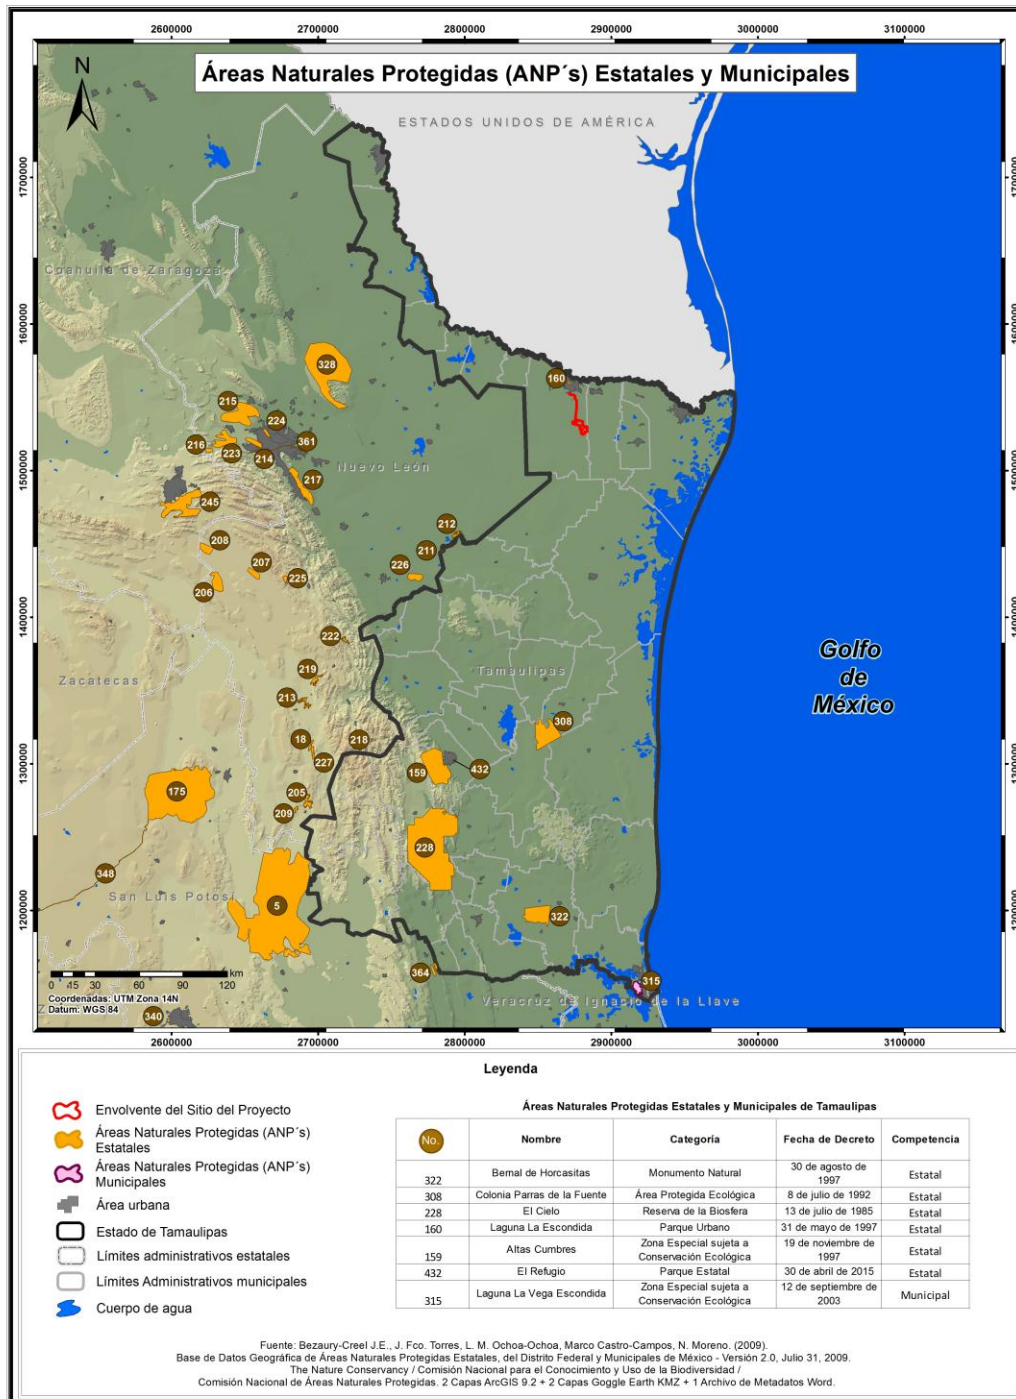 2600000 2700000 2800000 2900000 3000000 3100000
N
Áreas Naturales Protegidas (ANP´s) Estatales y Municipales
ESTADOS UNIDOS DE AMÉRICA
1700000 1700000
Coahuila de Zaragoza
1600000 1600000
328
160
215
224
216
361
223
214
Nuevo León
1500000 1500000
217
245
212
208
211
207
226
225
206
1400000 1400000
222
Golfo
de
México
219
Tamaulipas
Zacatecas
213
308
18
218
227
159
432
1300000 1300000
175
205
209
228
348
San Luis Potosí
5
322
1200000 1200000
364
315
km
0 15 30 60 90 120
Veracruz de Ignacio de la Llave
Coordenadas: UTM Zona 14N
Datum: WGS 84
340
2600000 2700000 2800000 2900000 3000000 3100000
Leyenda
Envolvente del Sitio del Proyecto
Áreas Naturales Protegidas (ANP´s)
Estatales
Áreas Naturales Protegidas (ANP´s)
Municipales
Área urbana
Estado de Tamaulipas
Límites administrativos estatales
Límites Administrativos municipales
Cuerpo de agua
Áreas Naturales Protegidas Estatales y Municipales de Tamaulipas
No. Nombre Categoría Fecha de Decreto Competencia
322 Bernal de Horcasitas Monumento Natural 30 de agosto de 1997 Estatal
308 Colonia Parras de la Fuente Área Protegida Ecológica 8 de julio de 1992 Estatal
228 El Cielo Reserva de la Biosfera 13 de julio de 1985 Estatal
160 Laguna La Escondida Parque Urbano 31 de mayo de 1997 Estatal
159 Altas Cumbres Zona Especial sujeta a Conservación Ecológica 19 de noviembre de 1997 Estatal
432 El Refugio Parque Estatal 30 de abril de 2015 Estatal
315 Laguna La Vega Escondida Zona Especial sujeta a Conservación Ecológica 12 de septiembre de 2003 Municipal
Fuente: Bezaury-Creel J.E., J. Fco. Torres, L. M. Ochoa-Ochoa, Marco Castro-Campos, N. Moreno. (2009).
Base de Datos Geográfica de Áreas Naturales Protegidas Estatales, del Distrito Federal y Municipales de México - Versión 2.0, Julio 31, 2009.
The Nature Conservancy / Comisión Nacional para el Conocimiento y Uso de la Biodiversidad /
Comisión Nacional de Áreas Naturales Protegidas. 2 Capas ArcGIS 9.2 + 2 Capas Goggle Earth KMZ + 1 Archivo de Metadatos Word.